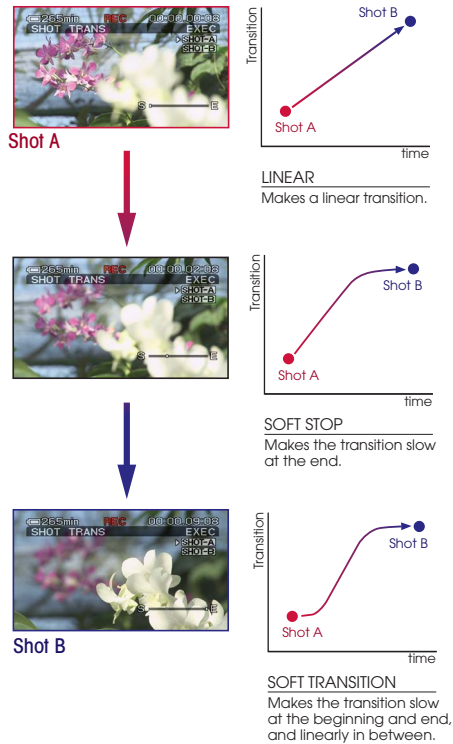 265min REC 00:00.00:08
SHOT TRANS EXEC
SHOT-A
SHOT-B
S E
Shot A
Transition
Shot B
Shot A
time
LINEAR
Makes a linear transition.
265min REC 00:00.02:08
SHOT TRANS EXEC
SHOT-A
SHOT-B
S E
Transition
Shot B
Shot A
time
SOFT STOP
Makes the transition slow
at the end.
265min REC 00:00.09:08
SHOT TRANS EXEC
SHOT-A
SHOT-B
S E
Shot B
Transition
Shot B
Shot A
time
SOFT TRANSITION
Makes the transition slow
at the beginning and end,
and linearly in between.